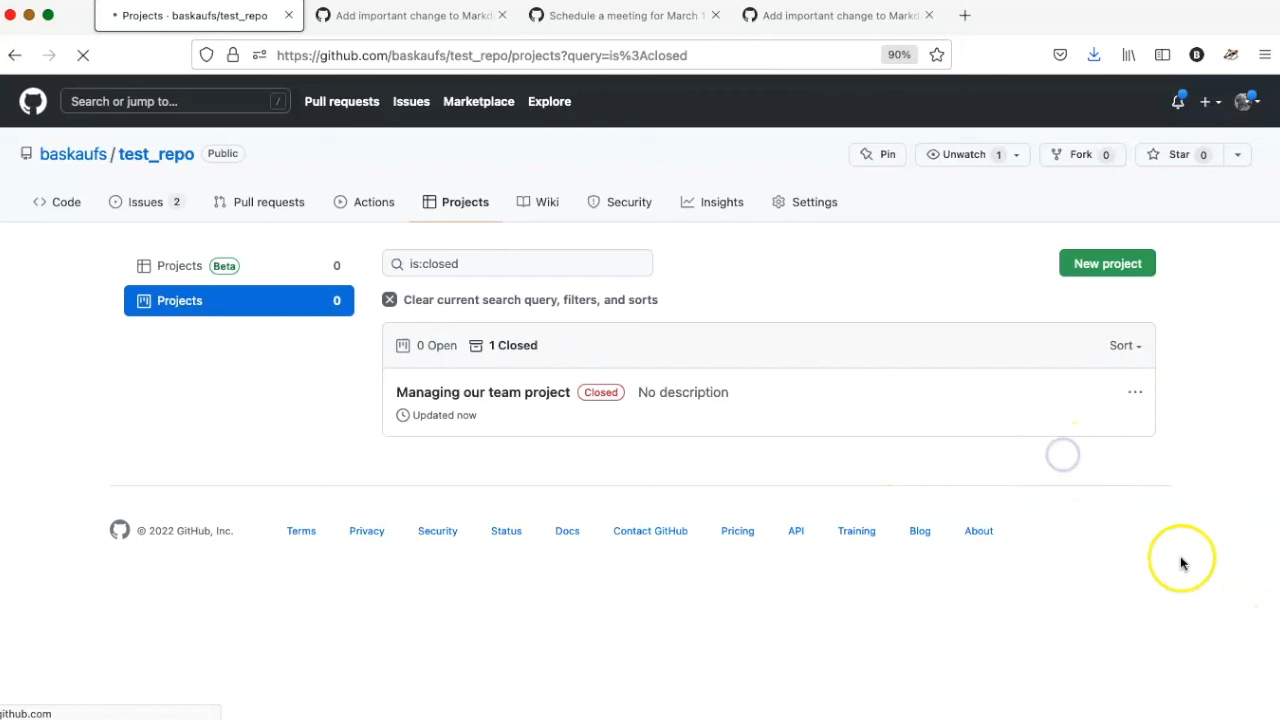 Projects · baskaufs/test_repo
Add important change to Markd
Schedule a meeting for March 1
Add important change to Markd
https://github.com/baskaufs/test_repo/projects?query=is%3Aclosed
90%
B
Search or jump to...
/
Pull requests
Issues
Marketplace
Explore
baskaufs / test_repo
Public
Pin
Unwatch 1
Fork 0
Star 0
Code
Issues 2
Pull requests
Actions
Projects
Wiki
Security
Insights
Settings
Projects Beta 0
Projects 0
is:closed
New project
Clear current search query, filters, and sorts
0 Open
1 Closed
Sort
Managing our team project Closed No description
Updated now
© 2022 GitHub, Inc.
Terms
Privacy
Security
Status
Docs
Contact GitHub
Pricing
API
Training
Blog
About
github.com